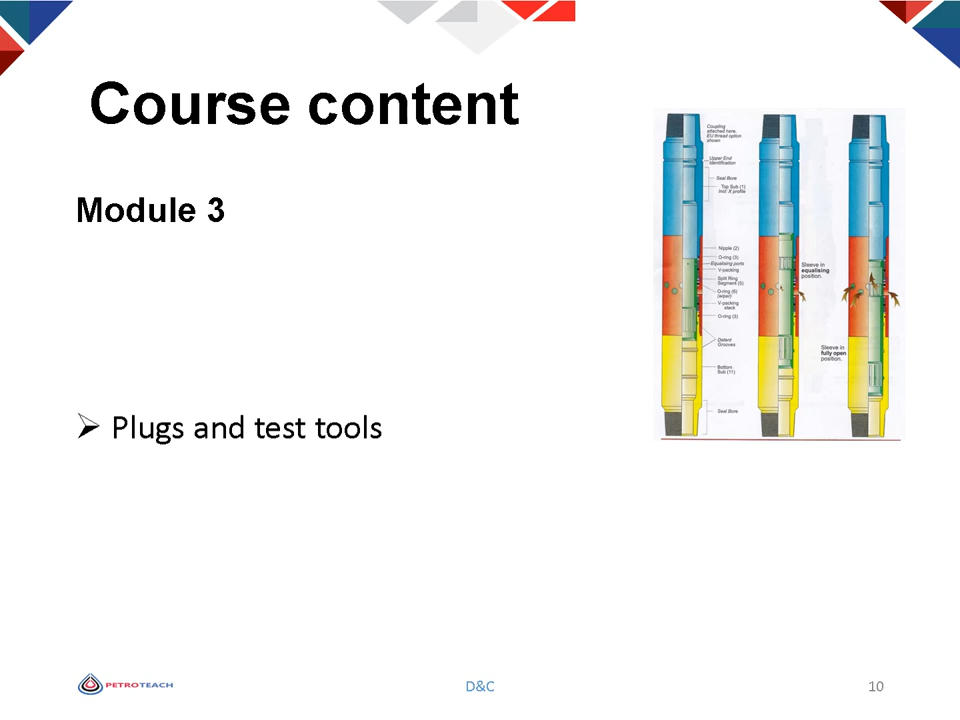 Course content
Module 3
Plugs and test tools
Coupling
attached here.
EU thread option
shown
Upper End
Identification
Seal Bore
Top Sub (1)
incl X profile
Nipple (2)
O-ring (3)
Equalising ports
V-packing
Split Ring
Segment (5)
O-ring (6)
(wiper)
V-packing
stack
O-ring (3)
Detent
Grooves
Bottom
Sub (11)
Seal Bore
Sleeve in
equalising
position.
Sleeve in
fully open
position.
PETROTEACH
D&C
10